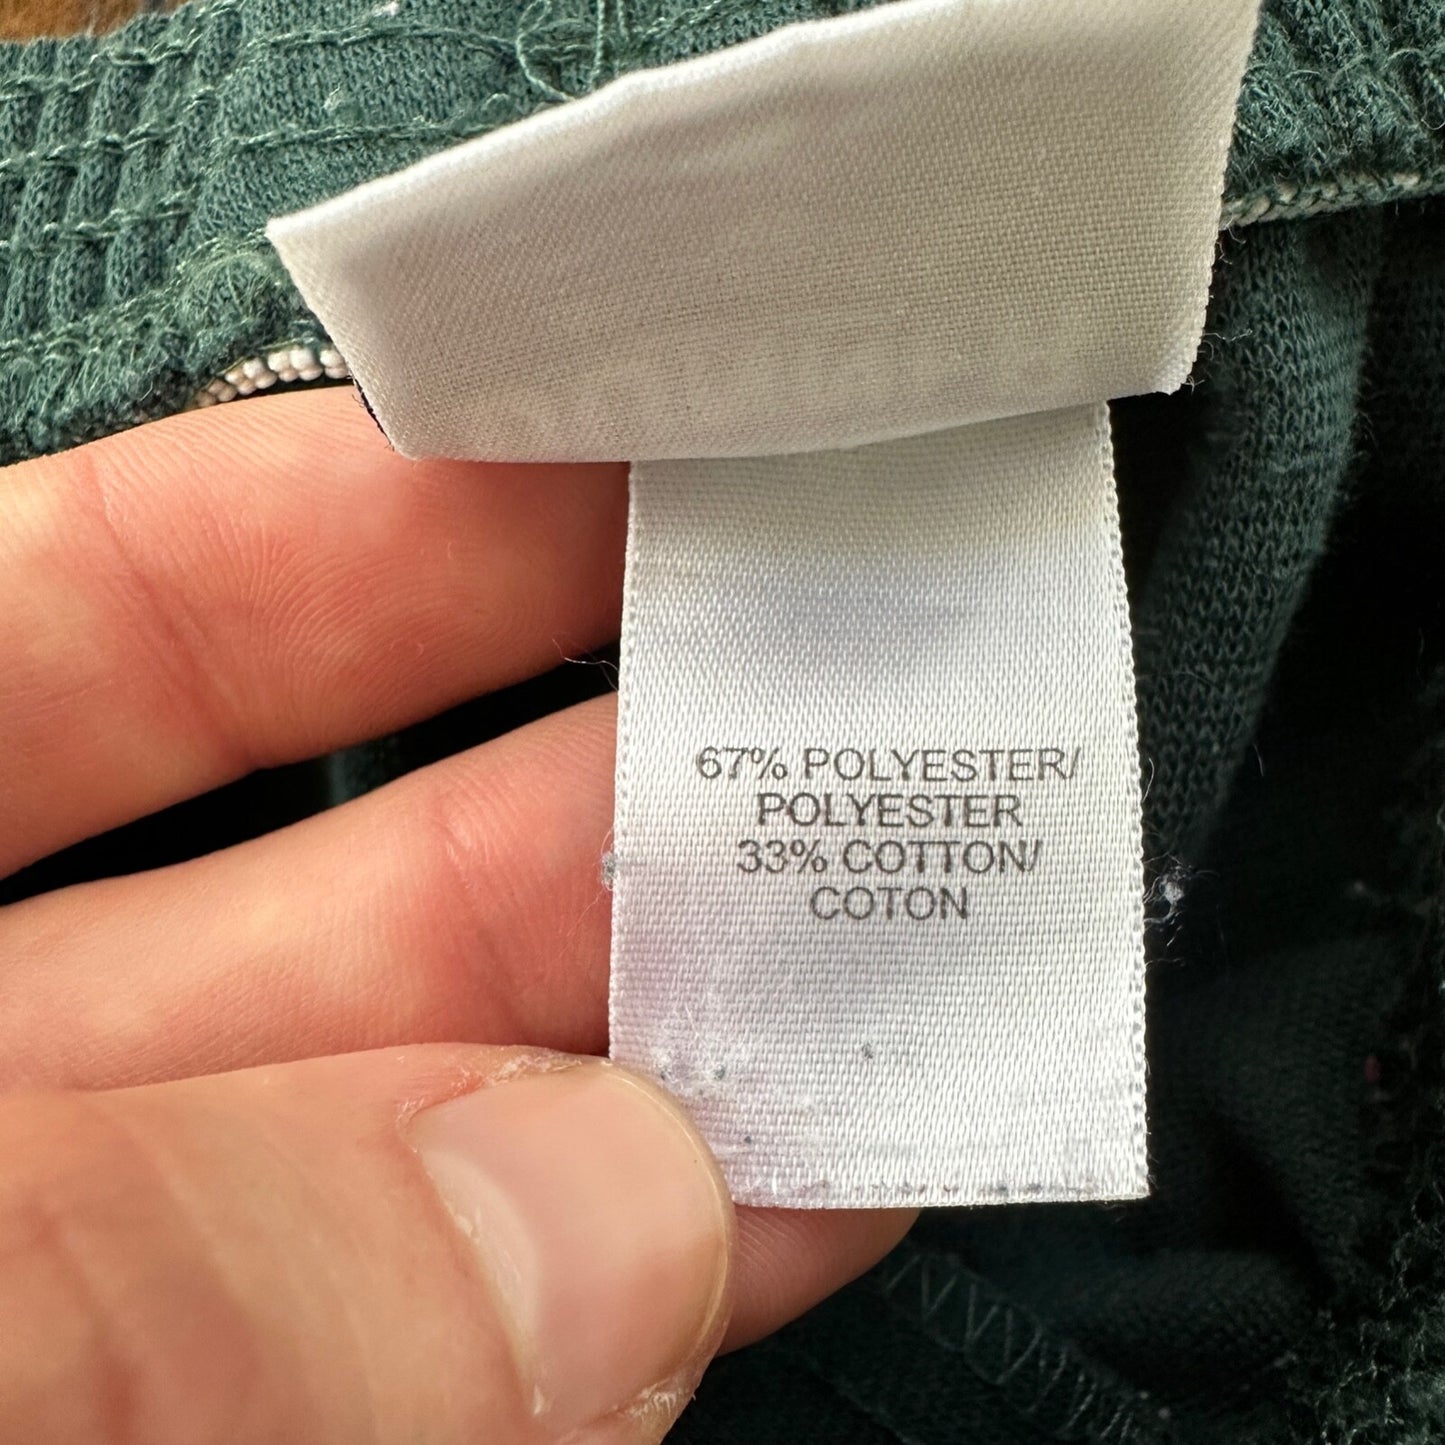 67% POLYESTER/
POLYESTER
33% COTTON/
COTON